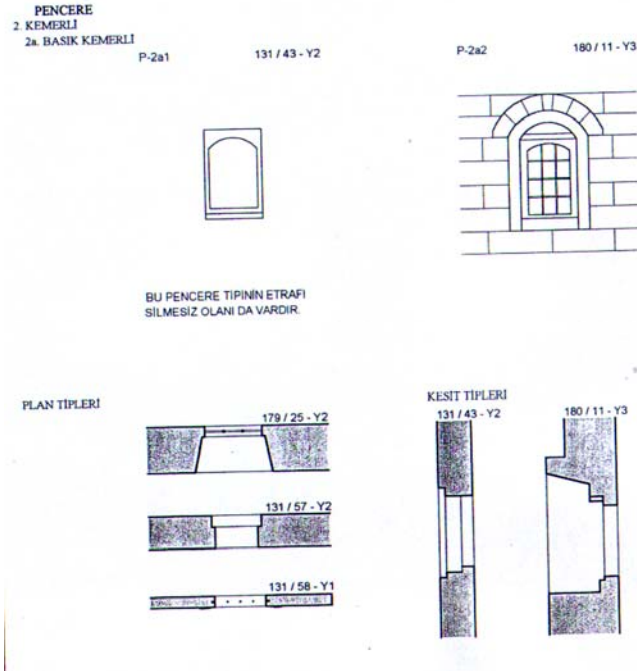 PENCERE
2. KEMERLİ
2a. BASIK KEMERLİ
P-2a1
131 / 43 - Y2
P-2a2
180 / 11 - Y3
BU PENCERE TİPİNİN ETRAFI
SİLMESİZ OLANI DA VARDIR.
PLAN TİPLERİ
179 / 25 - Y2
131 / 57 - Y2
131 / 58 - Y1
KESİT TİPLERİ
131 / 43 - Y2
180 / 11 - Y3